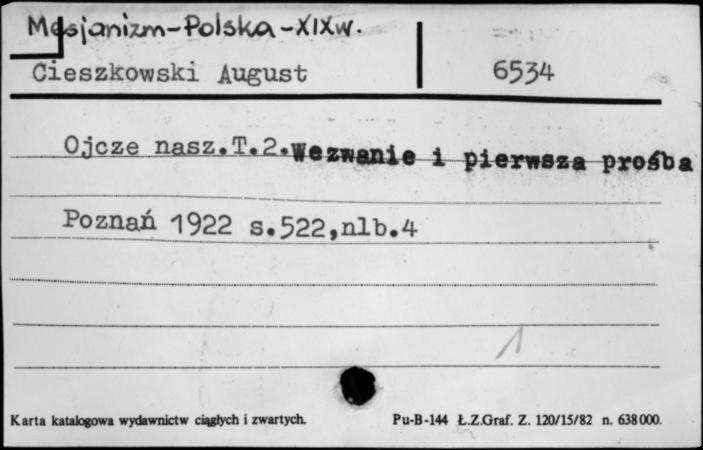 Mesjanizm-Polska-XIXw.
Cieszkowski August 6534
Ojcze nasz.T.2.Wezwanie i pierwsza prośba
Poznań 1922 s.522,nlb.4
1
Karta katalogowa wydawnictw ciągłych i zwartych. Pu-B-144 Ł.Z.Graf. Z. 120/15/82 n. 638000.